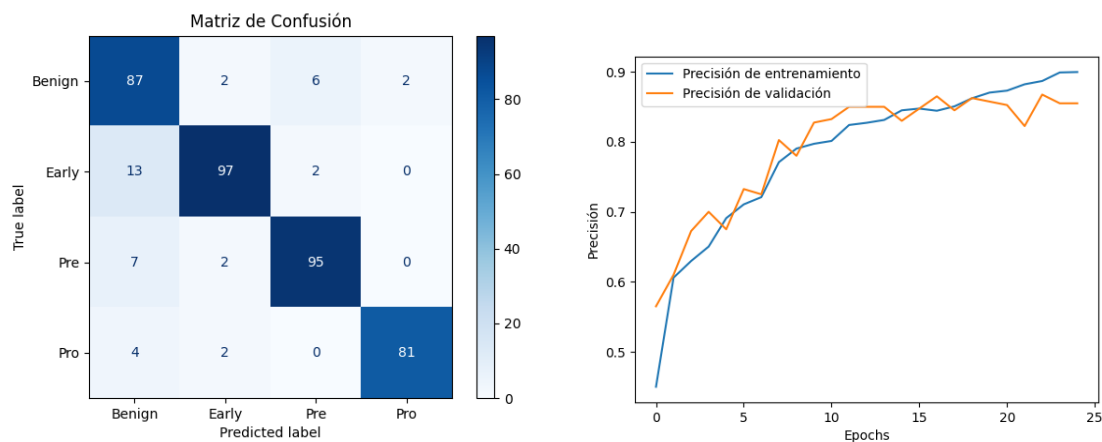 Matriz de Confusión
Benign 87 2 6 2
Early 13 97 2 0
Pre 7 2 95 0
Pro 4 2 0 81
Benign Early Pre Pro
Predicted label
True label
80
60
40
20
0
Precisión de entrenamiento
Precisión de validación
0.9
0.8
0.7
0.6
0.5
Precisión
0 5 10 15 20 25
Epochs